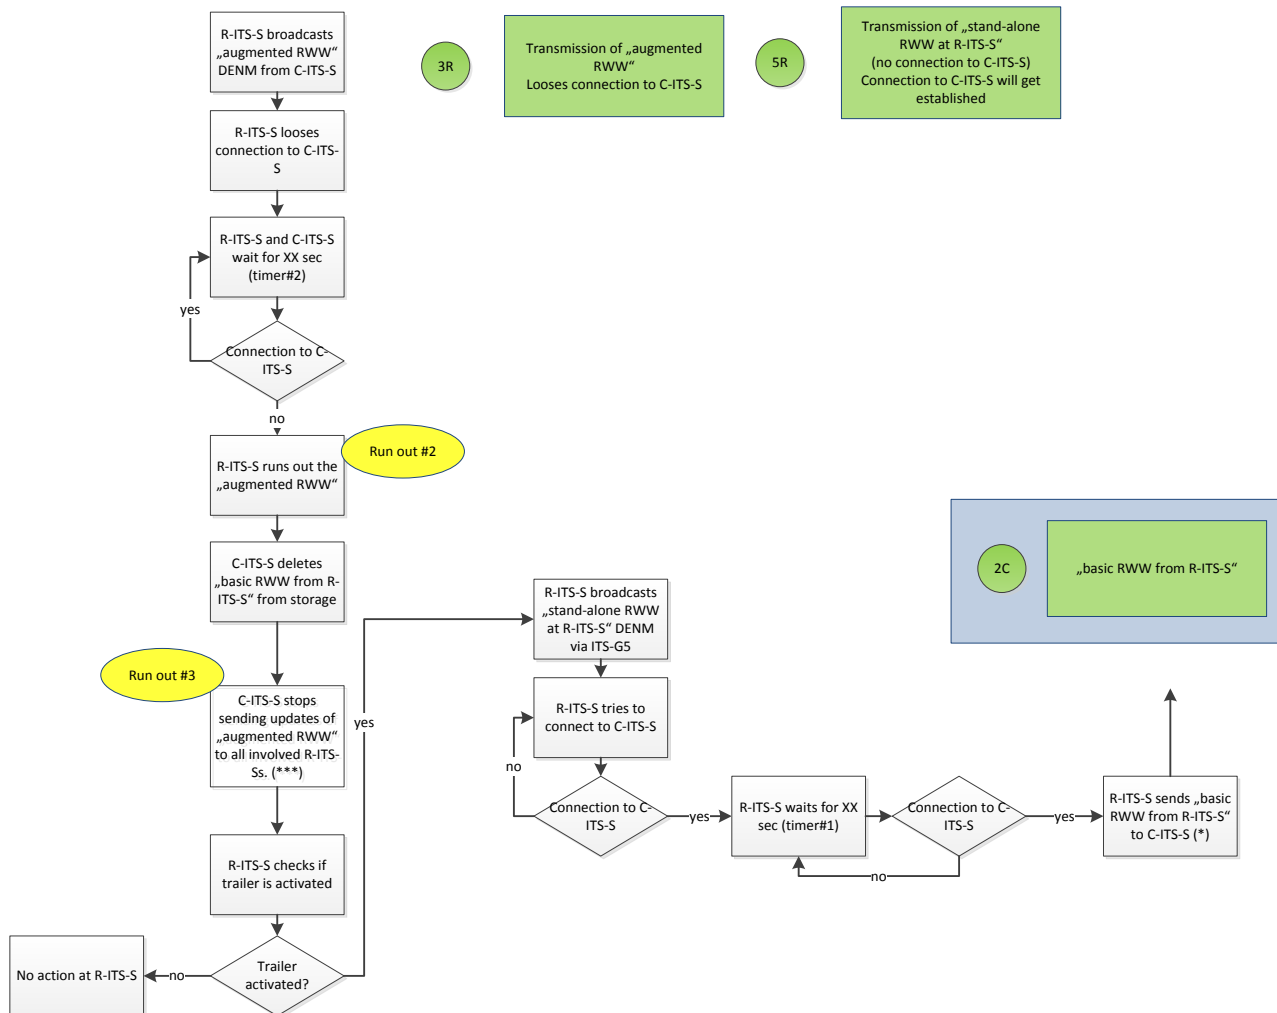 R-ITS-S broadcasts
„augmented RWW“
DENM from C-ITS-S
3R
Transmission of „augmented
RWW“
Looses connection to C-ITS-S
5R
Transmission of „stand-alone
RWW at R-ITS-S“
(no connection to C-ITS-S)
Connection to C-ITS-S will get
established
R-ITS-S looses
connection to C-ITS-
S
R-ITS-S and C-ITS-S
wait for XX sec
(timer#2)
yes
Connection to C-
ITS-S
no
Run out #2
R-ITS-S runs out the
„augmented RWW“
C-ITS-S deletes
„basic RWW from R-
ITS-S“ from storage
2C
„basic RWW from R-ITS-S“
R-ITS-S broadcasts
„stand-alone RWW
at R-ITS-S“ DENM
via ITS-G5
Run out #3
C-ITS-S stops
sending updates of
„augmented RWW“
to all involved R-ITS-
Ss. (***)
yes
R-ITS-S tries to
connect to C-ITS-S
no
Connection to C-
ITS-S
yes
R-ITS-S waits for XX
sec (timer#1)
Connection to C-
ITS-S
no
yes
R-ITS-S sends „basic
RWW from R-ITS-S“
to C-ITS-S (*)
R-ITS-S checks if
trailer is activated
Trailer
activated?
no
No action at R-ITS-S